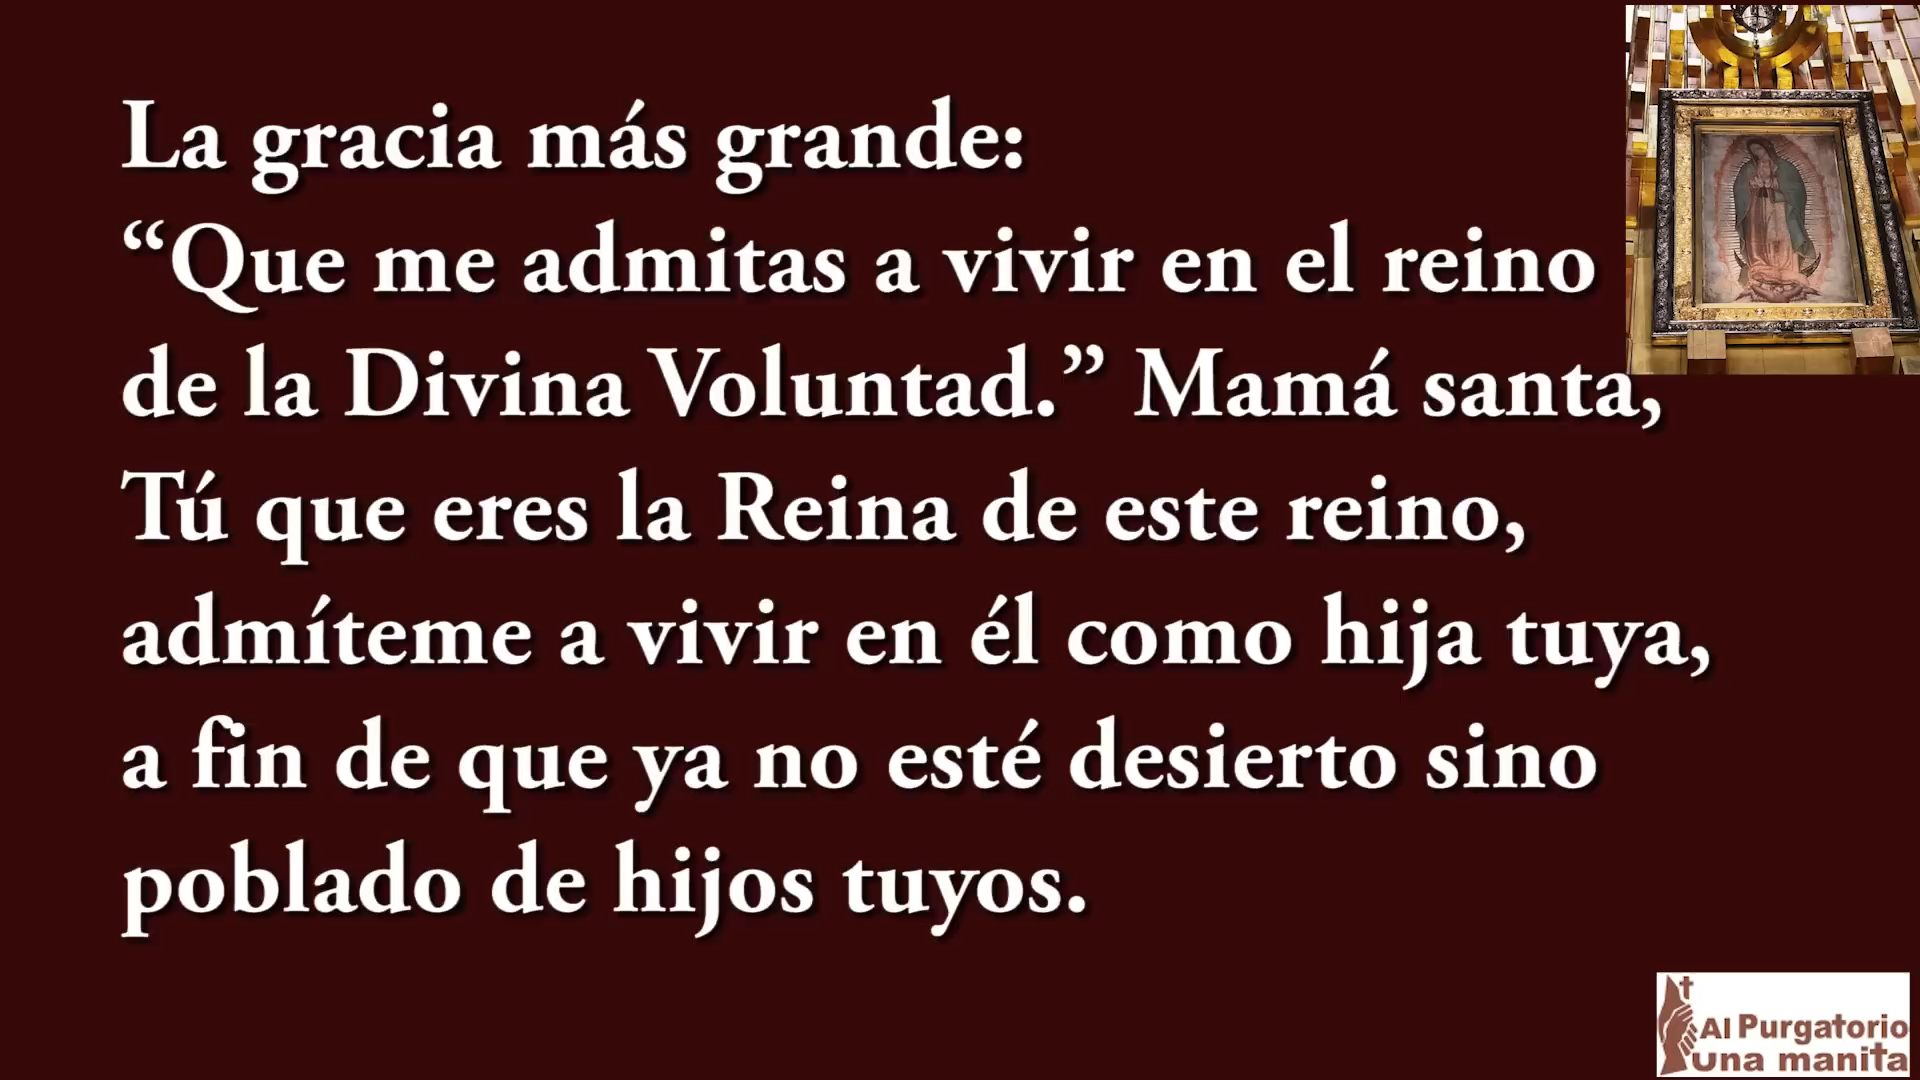 La gracia más grande:
“Que me admitas a vivir en el reino
de la Divina Voluntad.” Mamá santa,
Tú que eres la Reina de este reino,
admíteme a vivir en él como hija tuya,
a fin de que ya no esté desierto sino
poblado de hijos tuyos.
Al Purgatorio
una manita